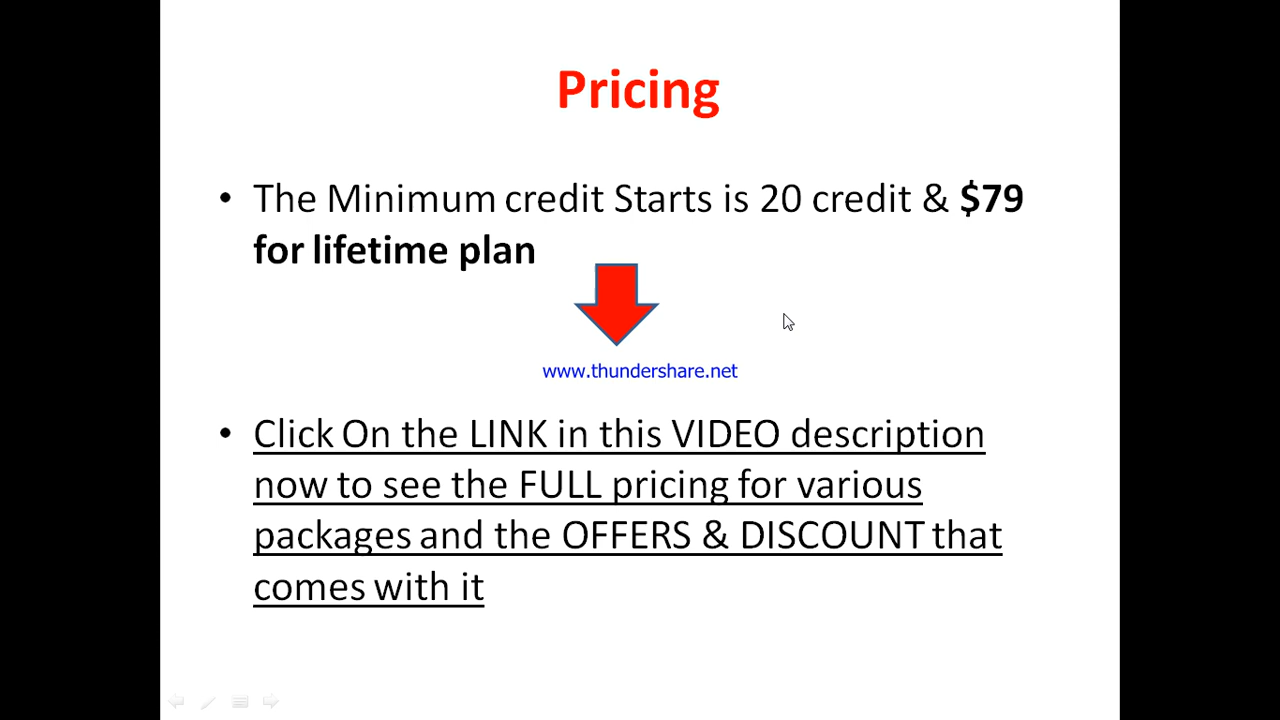 Pricing
• The Minimum credit Starts is 20 credit & $79
for lifetime plan
www.thundershare.net
• Click On the LINK in this VIDEO description
now to see the FULL pricing for various
packages and the OFFERS & DISCOUNT that
comes with it